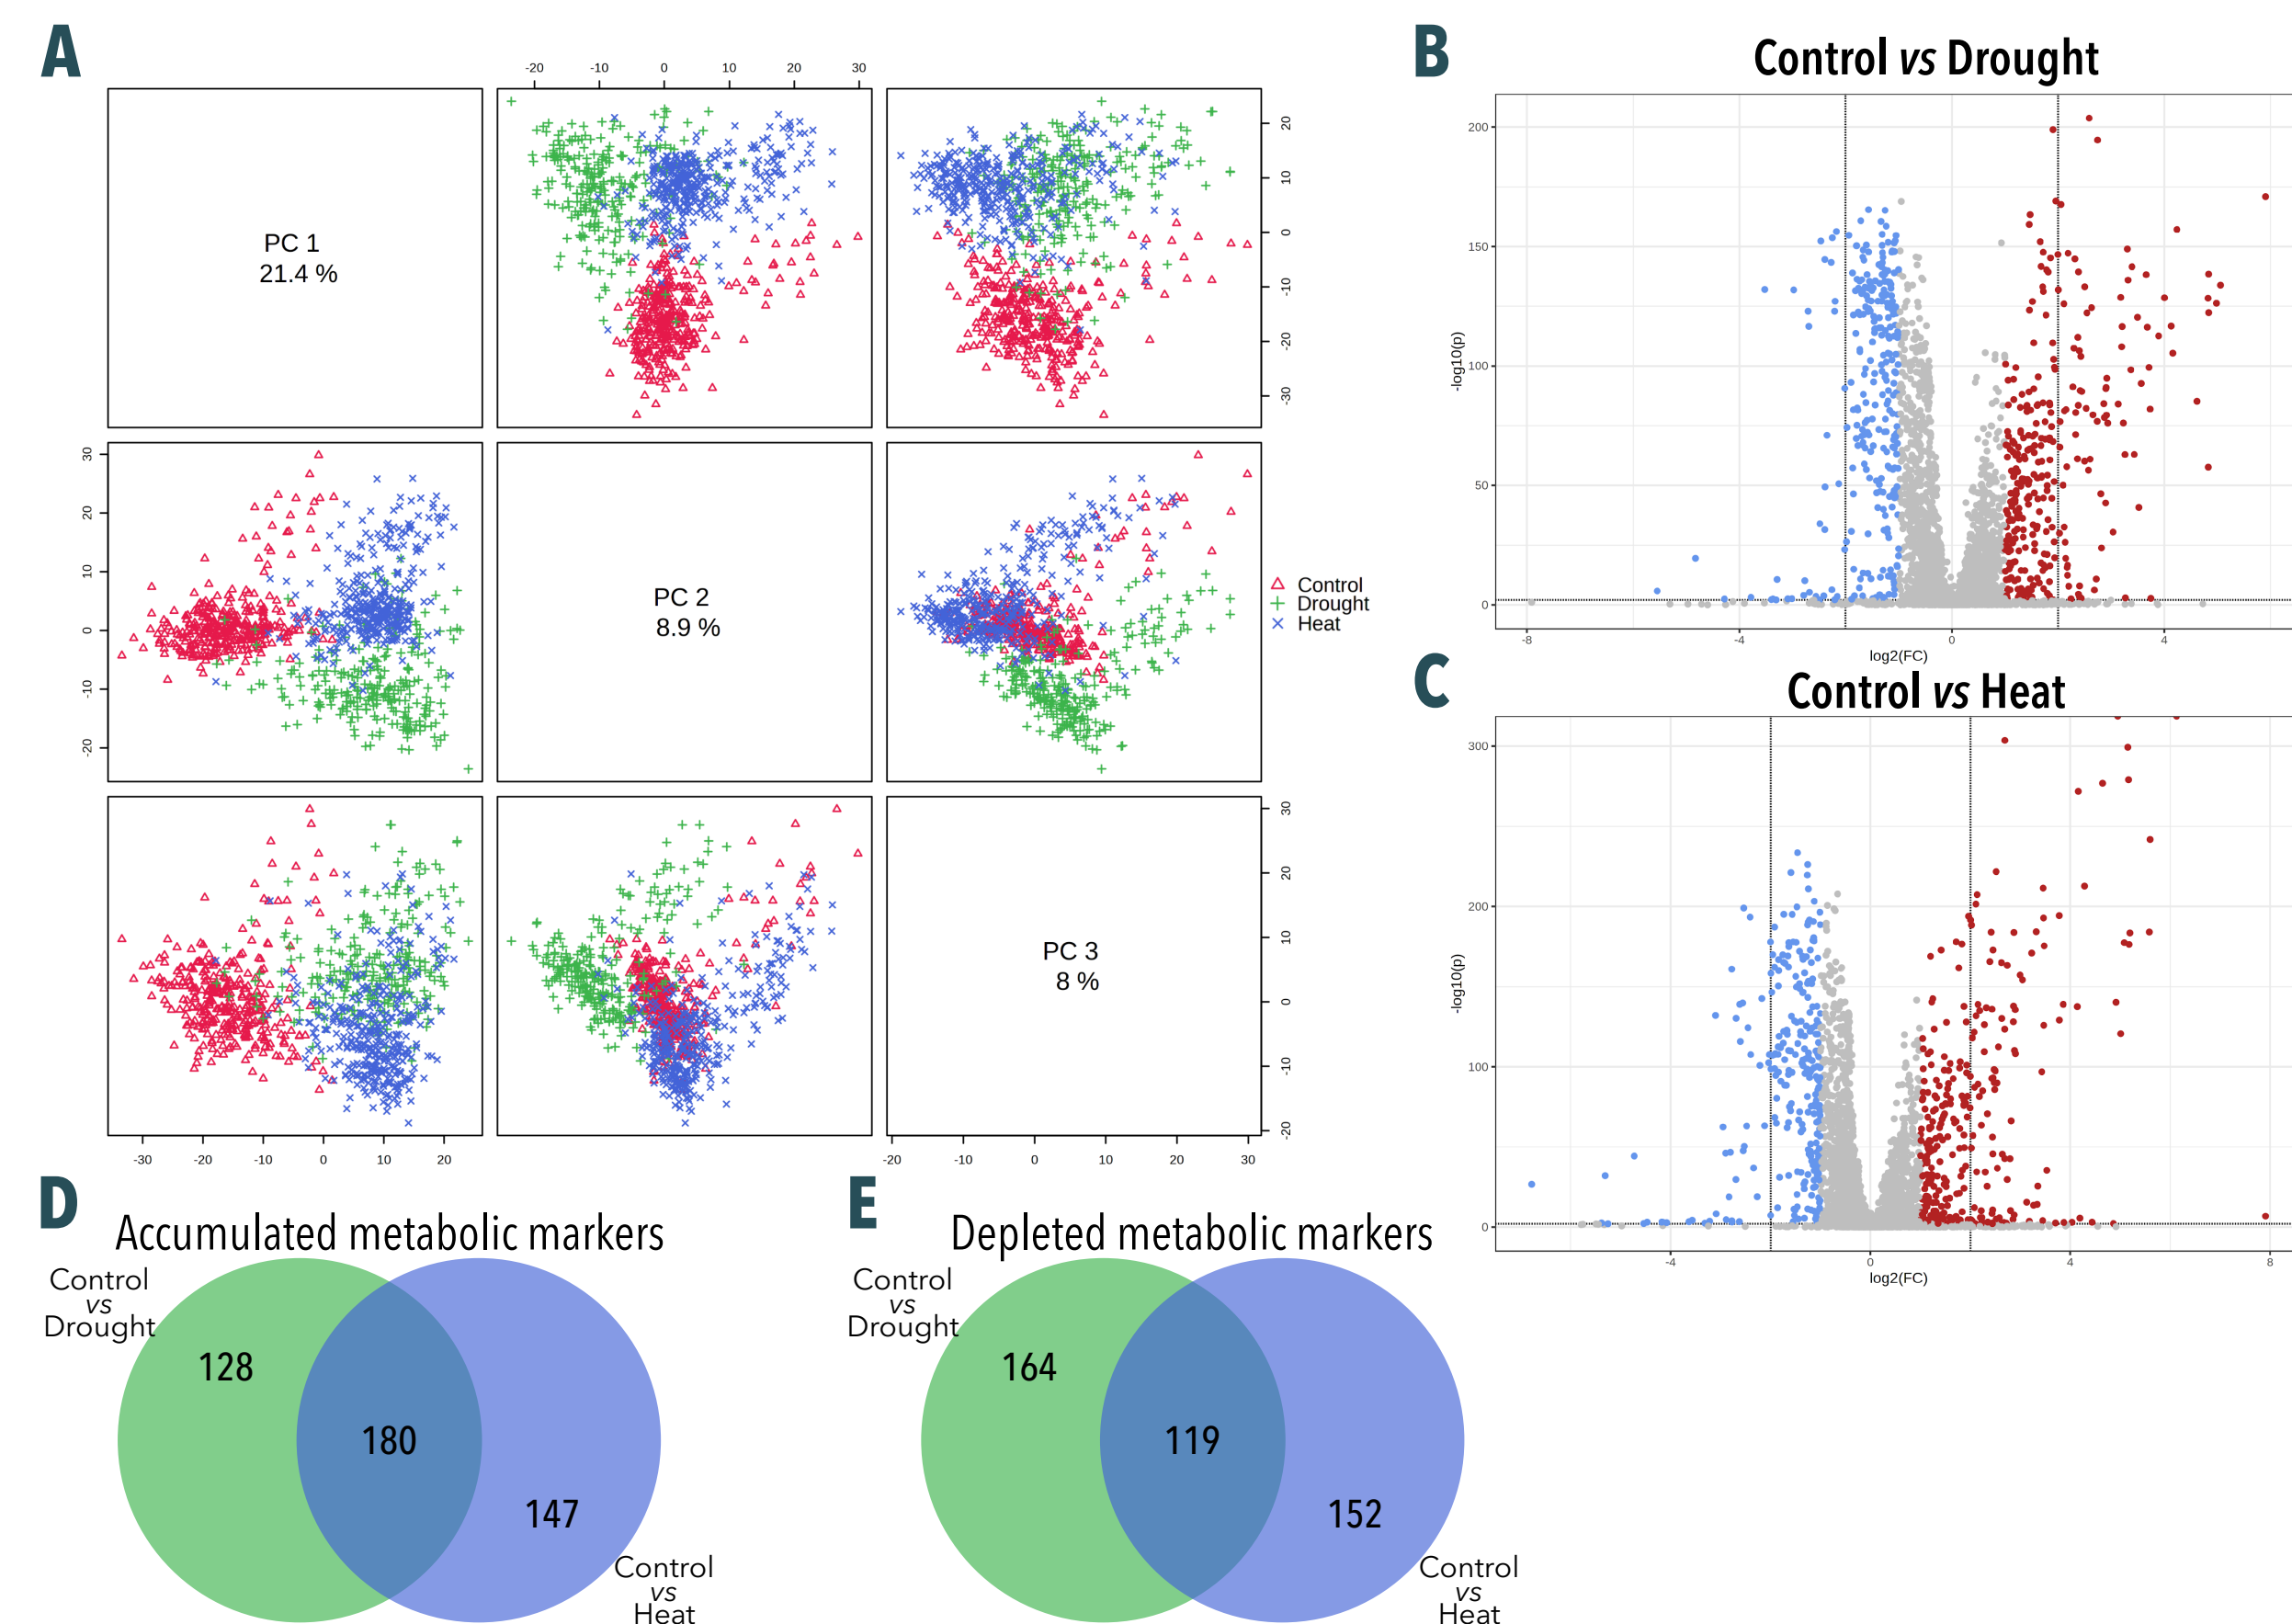 A
-20 -10 0 10 20 30
PC 1
21.4 %
20
10
0
-10
-20
-30
30
20
10
0
-10
-20
PC 2
8.9 %
Control
Drought
Heat
PC 3
8 %
30
20
10
0
-10
-20
-30 -20 -10 0 10 20
-20 -10 0 10 20 30
B
Control vs Drought
200
150
100
50
0
-log10(p)
-8 -4 0 4
log2(FC)
C
Control vs Heat
300
200
100
0
-log10(p)
-4 0 4 8
log2(FC)
D
Accumulated metabolic markers
Control
vs
Drought
128
180
147
Control
vs
Heat
E
Depleted metabolic markers
Control
vs
Drought
164
119
152
Control
vs
Heat